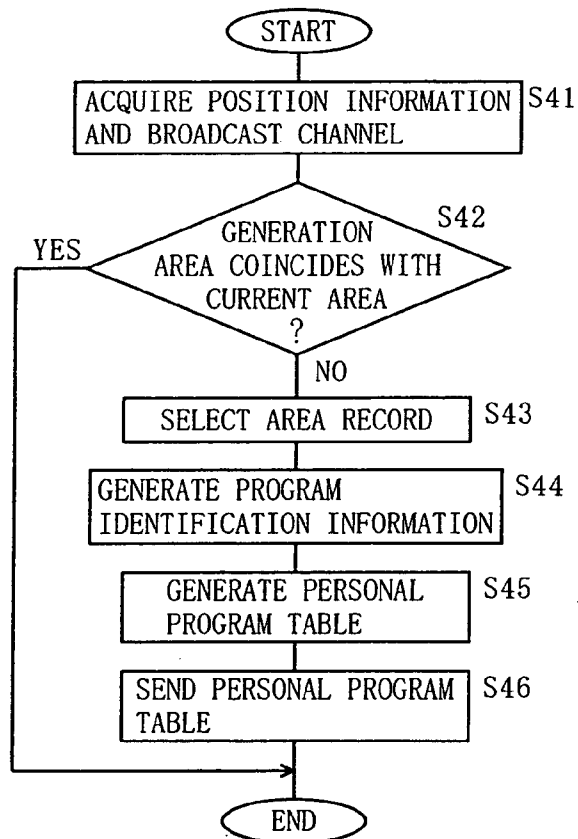 START
ACQUIRE POSITION INFORMATION S41
AND BROADCAST CHANNEL
S42
GENERATION
YES
AREA COINCIDES WITH
CURRENT AREA
?
NO
SELECT AREA RECORD S43
GENERATE PROGRAM S44
IDENTIFICATION INFORMATION
GENERATE PERSONAL S45
PROGRAM TABLE
SEND PERSONAL PROGRAM S46
TABLE
END